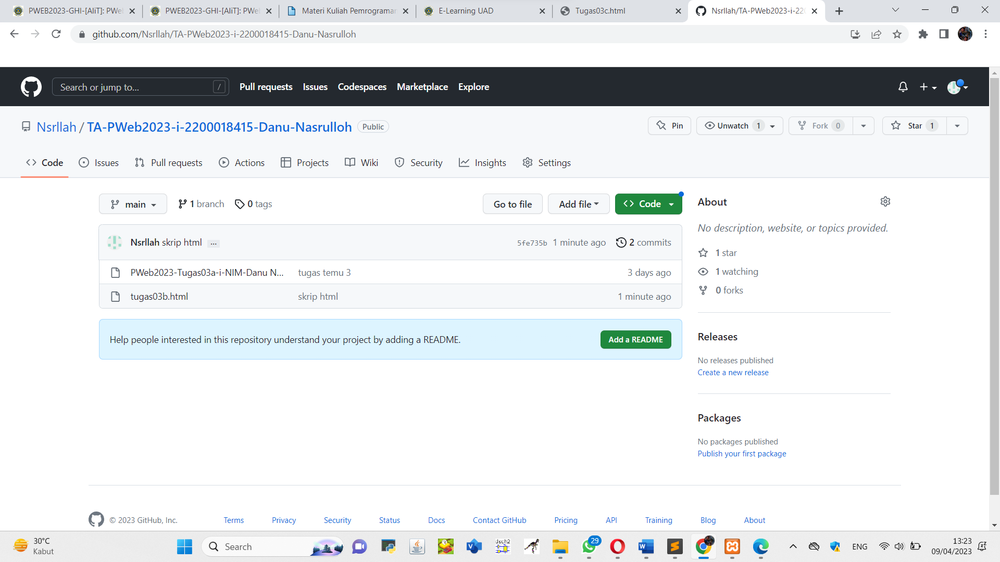 PWEB2023-GHI-[AliT]: PWe
PWEB2023-GHI-[AliT]: PWe
Materi Kuliah Pemrograman
E-Learning UAD
Tugas03c.html
Nsrllah/TA-PWeb2023-i-220
github.com/Nsrllah/TA-PWeb2023-i-2200018415-Danu-Nasrulloh
Search or jump to... /
Pull requests Issues Codespaces Marketplace Explore
Nsrllah / TA-PWeb2023-i-2200018415-Danu-Nasrulloh Public
Pin Unwatch 1 Fork 0 Star 1
Code Issues Pull requests Actions Projects Wiki Security Insights Settings
main 1 branch 0 tags Go to file Add file Code
Nsrllah skrip html ... 5fe735b 1 minute ago 2 commits
PWeb2023-Tugas03a-i-NIM-Danu N... tugas temu 3 3 days ago
tugas03b.html skrip html 1 minute ago
Help people interested in this repository understand your project by adding a README. Add a README
About
No description, website, or topics provided.
1 star
1 watching
0 forks
Releases
No releases published
Create a new release
Packages
No packages published
Publish your first package
© 2023 GitHub, Inc. Terms Privacy Security Status Docs Contact GitHub Pricing API Training Blog About
30°C
Kabut
Search
dsch2
29
ENG
13:23
09/04/2023